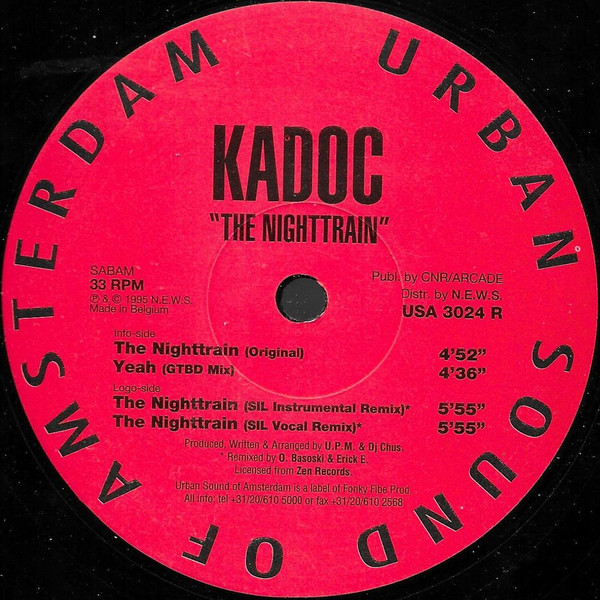 URBAN SOUND OF AMSTERDAM
KADOC
"THE NIGHTTRAIN"
SABAM
33 RPM
℗ & © 1995 N.E.W.S.
Made in Belgium
Publ. by CNR/ARCADE
Distr. by N.E.W.S.
USA 3024 R
Info-side
The Nighttrain (Original) 4'52"
Yeah (GTBD Mix) 4'36"
Logo-side
The Nighttrain (SIL Instrumental Remix)* 5'55"
The Nighttrain (SIL Vocal Remix)* 5'55"
Produced, Written & Arranged by U.P.M. & Dj Chus.
* Remixed by O. Basoski & Erick E.
Licensed from Zen Records.
Urban Sound of Amsterdam is a label of Fonky Fibe Prod.
All info: tel +31/20/610 5000 or fax +31/20/610 2568